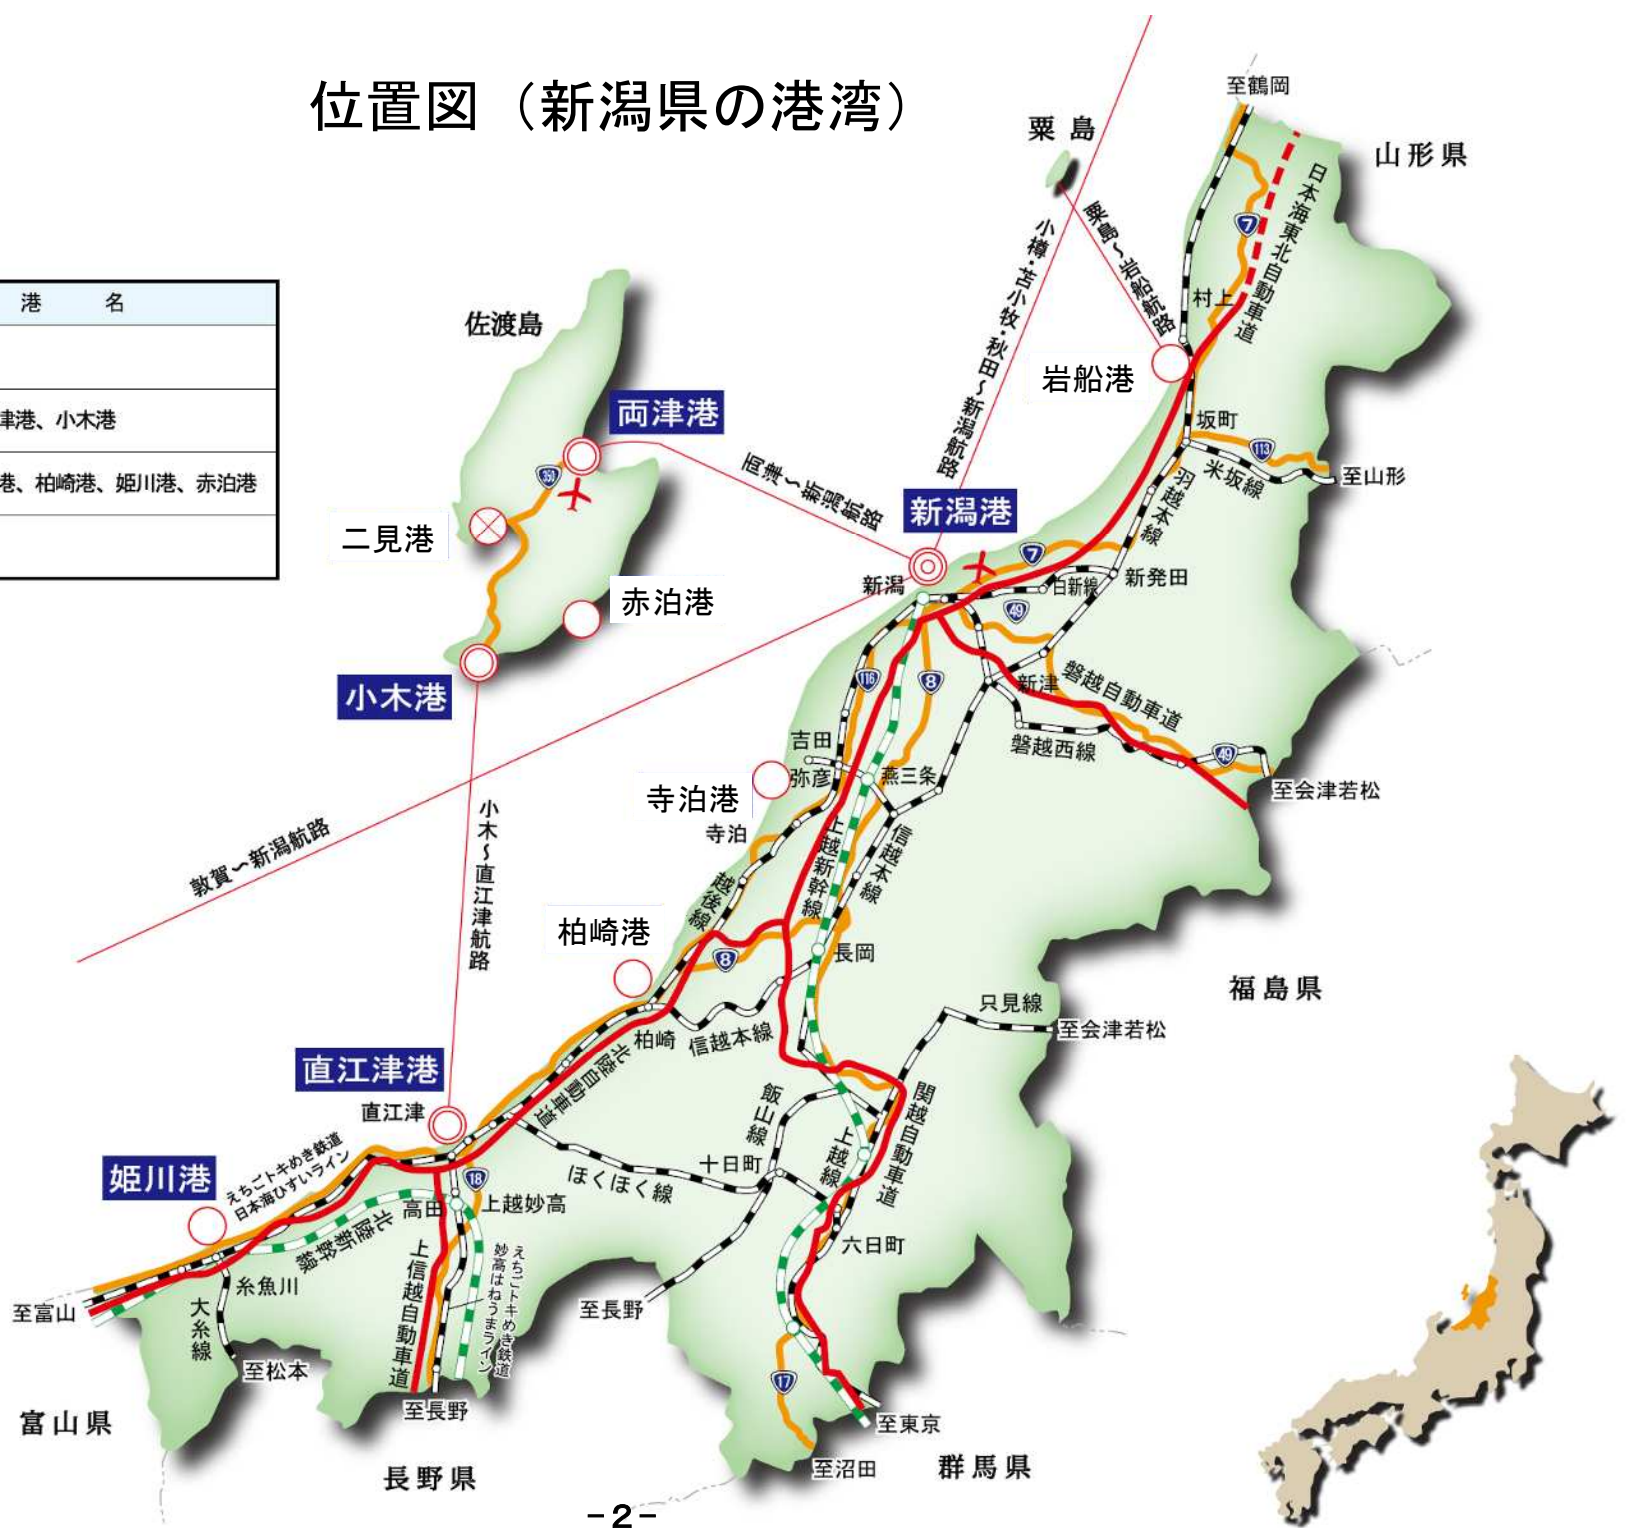 位置図（新潟県の港湾）
至鶴岡
粟島
山形県
日本海東北自動車道
7
粟島～岩船航路
小樽・苫小牧・秋田～新潟航路
村上
港 名
津港、小木港
港、柏崎港、姫川港、赤泊港
佐渡島
岩船港
両津港
坂町
113
米坂線
至山形
羽越本線
350
両津～新潟航路
新潟港
二見港
7
新潟
白新線
新発田
49
赤泊港
小木港
116
8
新津
磐越自動車道
磐越西線
49
至会津若松
吉田
弥彦
燕三条
寺泊港
寺泊
上越新幹線
信越本線
敦賀～新潟航路
小木～直江津航路
越後線
柏崎港
8
長岡
福島県
只見線
至会津若松
柏崎
信越本線
北陸自動車道
直江津港
直江津
飯山線
関越自動車道
上越線
えちごトキめき鉄道
日本海ひすいライン
姫川港
18
ほくほく線
十日町
高田
上越妙高
北陸新幹線
六日町
上信越自動車道
えちごトキめき鉄道
妙高はねうまライン
糸魚川
至富山
大糸線
至長野
至松本
17
至長野
至東京
富山県
長野県
群馬県
至沼田
-2-